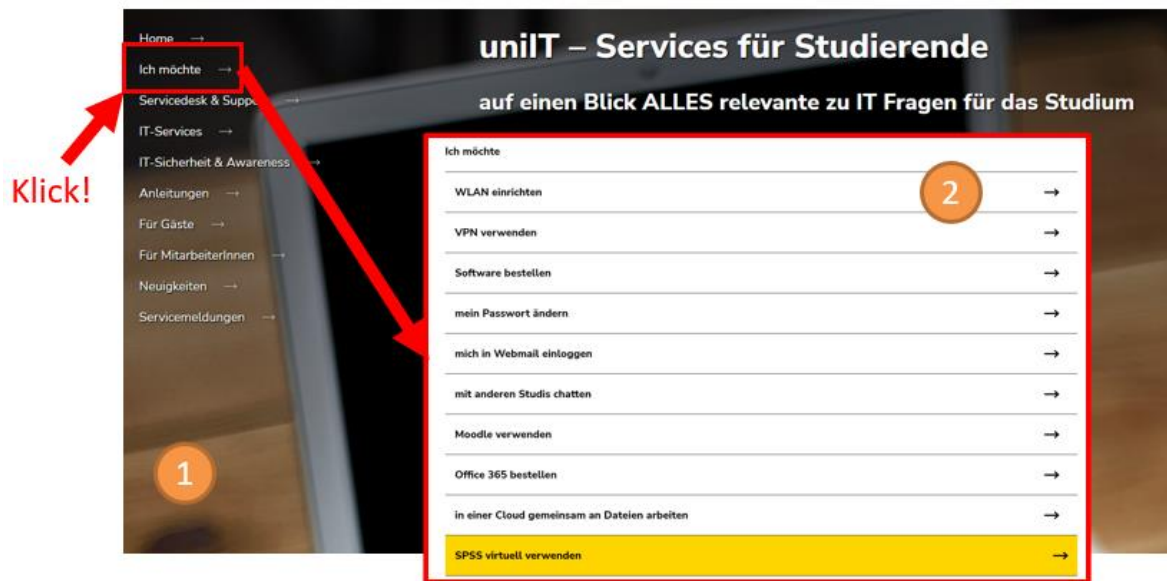 Home →
Ich möchte →
Servicedesk & Supp →
IT-Services →
IT-Sicherheit & Awareness →
Anleitungen →
Für Gäste →
Für MitarbeiterInnen →
Neuigkeiten →
Servicemeldungen →
Klick!
1
uniIT – Services für Studierende
auf einen Blick ALLES relevante zu IT Fragen für das Studium
Ich möchte
2
WLAN einrichten →
VPN verwenden →
Software bestellen →
mein Passwort ändern →
mich in Webmail einloggen →
mit anderen Studis chatten →
Moodle verwenden →
Office 365 bestellen →
in einer Cloud gemeinsam an Dateien arbeiten →
SPSS virtuell verwenden →